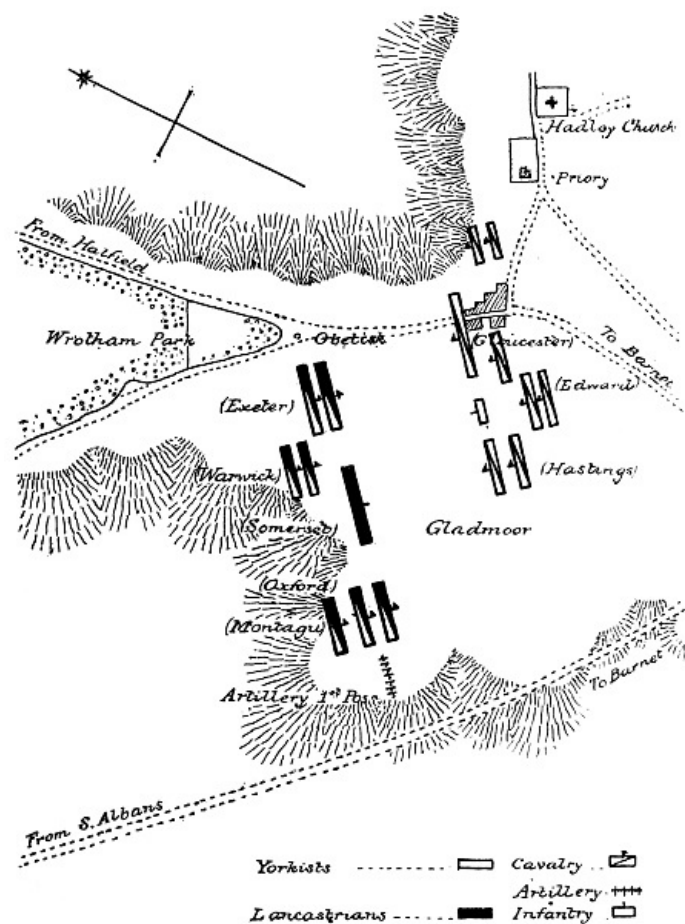 Hadley Church
Priory
From Hatfield
Wrotham Park
Obelisk
(Gloucester)
To Barnet
(Exeter)
(Edward)
(Warwick)
(Hastings)
(Somerset)
Gladmoor
(Oxford)
(Montagu)
To Barnet
Artillery 1st Posn.
From S. Albans
Yorkists
Cavalry
Artillery
Lancastrians
Infantry